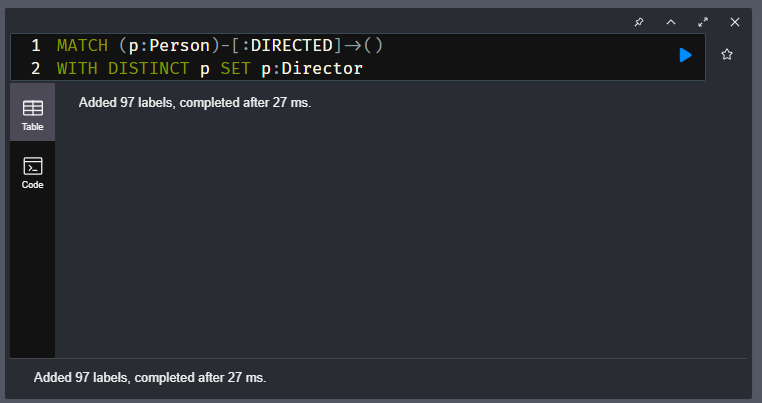 1 MATCH (p:Person)-[:DIRECTED]->()
2 WITH DISTINCT p SET p:Director
Added 97 labels, completed after 27 ms.
Table
Code
Added 97 labels, completed after 27 ms.